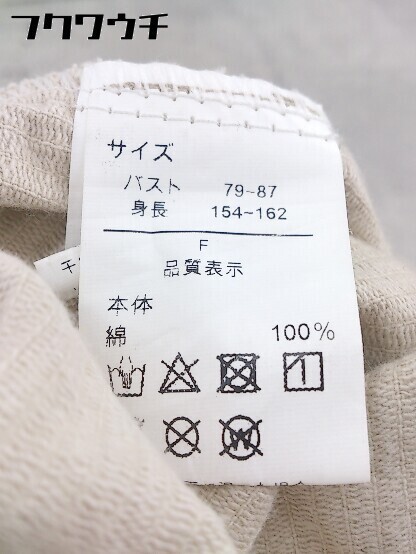 フクワウチ
サイズ
バスト 79~87
身長 154~162
F
品質表示
本体
綿 100%